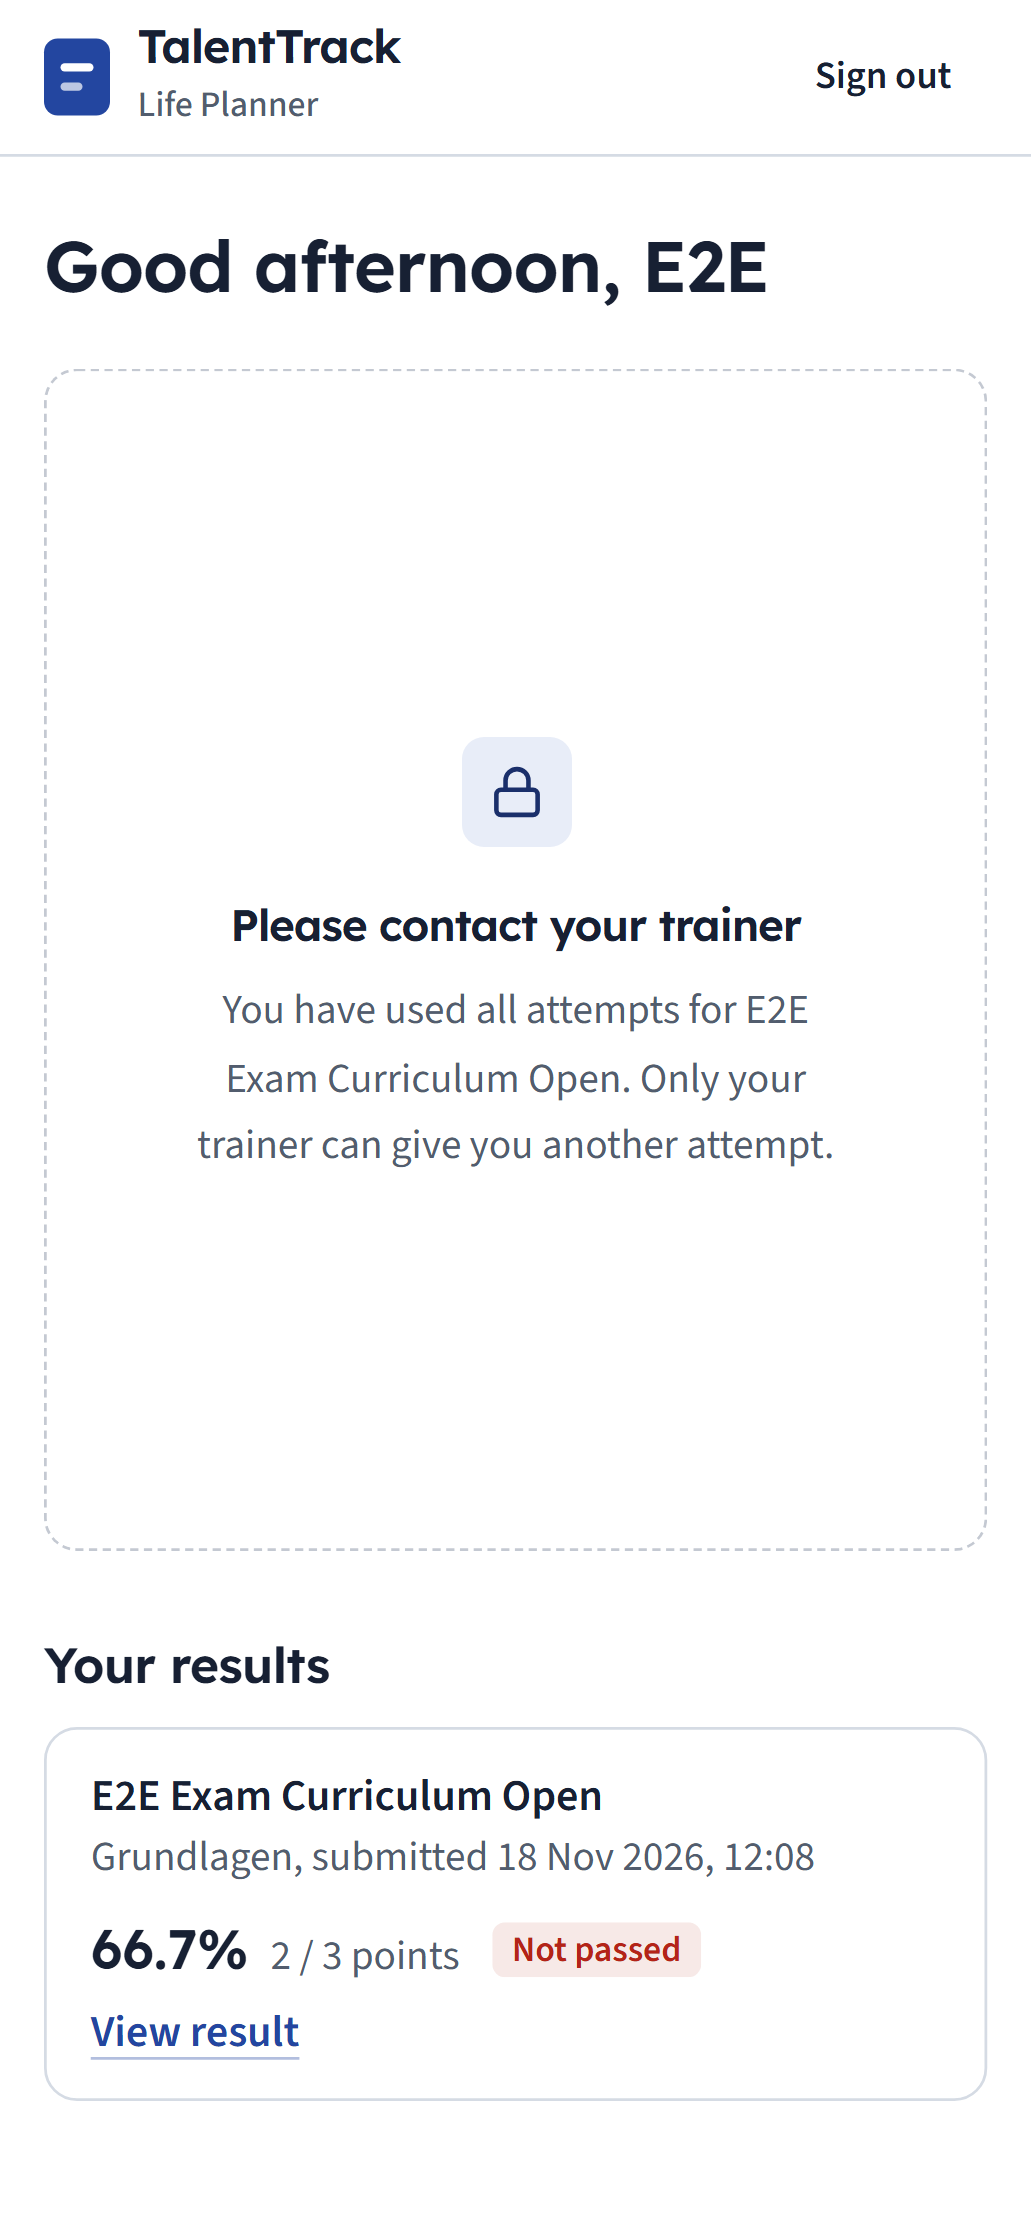 TalentTrack
Life Planner
Sign out
Good afternoon, E2E
Please contact your trainer
You have used all attempts for E2E
Exam Curriculum Open. Only your
trainer can give you another attempt.
Your results
E2E Exam Curriculum Open
Grundlagen, submitted 18 Nov 2026, 12:08
66.7% 2 / 3 points Not passed
View result